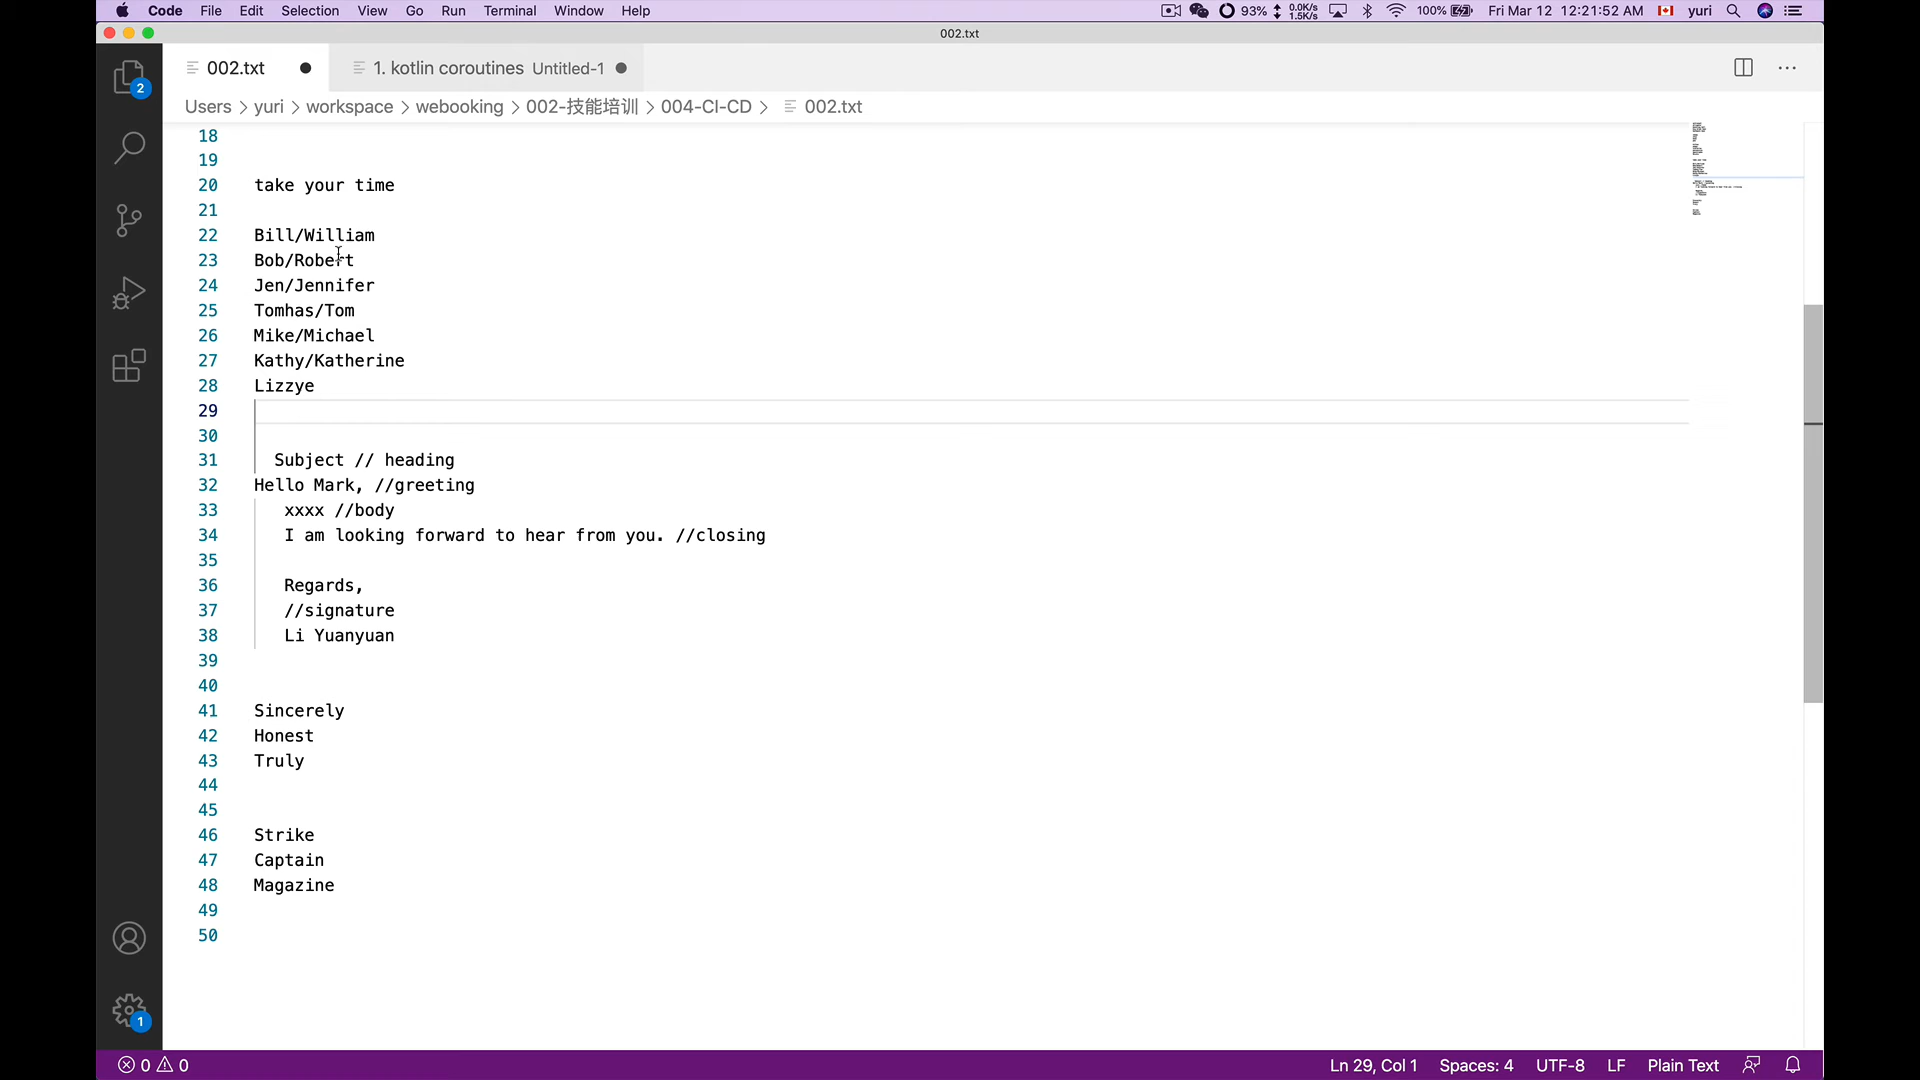 Code File Edit Selection View Go Run Terminal Window Help 93% 0.0K/s 1.5K/s 100% Fri Mar 12 12:21:52 AM yuri
002.txt
002.txt 1. kotlin coroutines Untitled-1
2
Users > yuri > workspace > webooking > 002-技能培训 > 004-CI-CD > 002.txt
18
19
20 take your time
21
22 Bill/William
23 Bob/Robert
24 Jen/Jennifer
25 Tomhas/Tom
26 Mike/Michael
27 Kathy/Katherine
28 Lizzye
29
30
31 Subject // heading
32 Hello Mark, //greeting
33 xxxx //body
34 I am looking forward to hear from you. //closing
35
36 Regards,
37 //signature
38 Li Yuanyuan
39
40
41 Sincerely
42 Honest
43 Truly
44
45
46 Strike
47 Captain
48 Magazine
49
50
1
0 0 Ln 29, Col 1 Spaces: 4 UTF-8 LF Plain Text